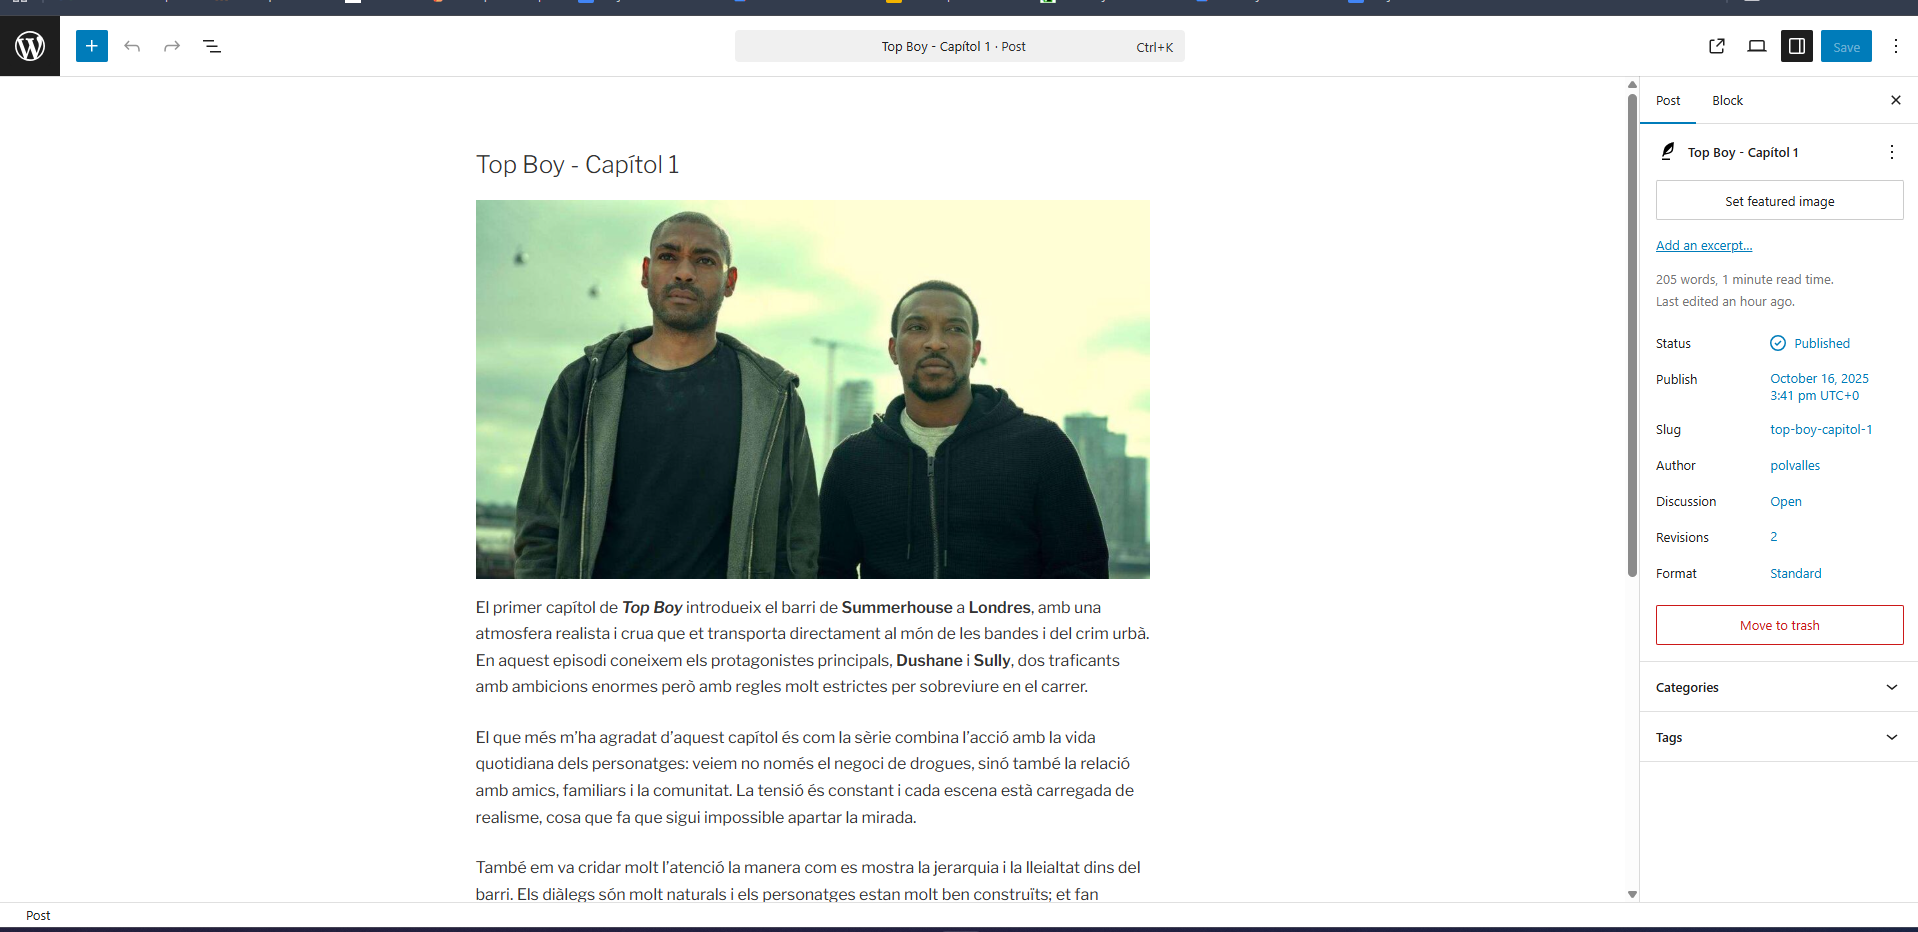 Top Boy - Capítol 1 · Post
Ctrl+K
Save
Top Boy - Capítol 1
El primer capítol de Top Boy introdueix el barri de Summerhouse a Londres, amb una
atmosfera realista i crua que et transporta directament al món de les bandes i del crim urbà.
En aquest episodi coneixem els protagonistes principals, Dushane i Sully, dos traficants
amb ambicions enormes però amb regles molt estrictes per sobreviure en el carrer.
El que més m’ha agradat d’aquest capítol és com la sèrie combina l’acció amb la vida
quotidiana dels personatges: veiem no només el negoci de drogues, sinó també la relació
amb amics, familiars i la comunitat. La tensió és constant i cada escena està carregada de
realisme, cosa que fa que sigui impossible apartar la mirada.
També em va cridar molt l’atenció la manera com es mostra la jerarquia i la lleialtat dins del
barri. Els diàlegs són molt naturals i els personatges estan molt ben construïts; et fan
Post
Block
Top Boy - Capítol 1
Set featured image
Add an excerpt...
205 words, 1 minute read time.
Last edited an hour ago.
Status
Published
Publish
October 16, 2025
3:41 pm UTC+0
Slug
top-boy-capitol-1
Author
polvalles
Discussion
Open
Revisions
2
Format
Standard
Move to trash
Categories
Tags
Post